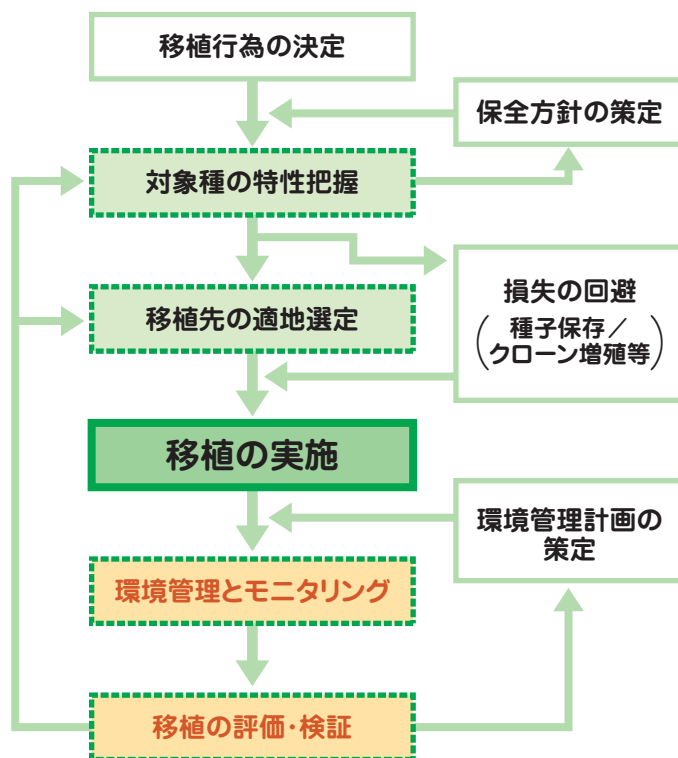 移植行為の決定
保全方針の策定
対象種の特性把握
損失の回避
種子保存／
クローン増殖等
移植先の適地選定
移植の実施
環境管理計画の
策定
環境管理とモニタリング
移植の評価・検証